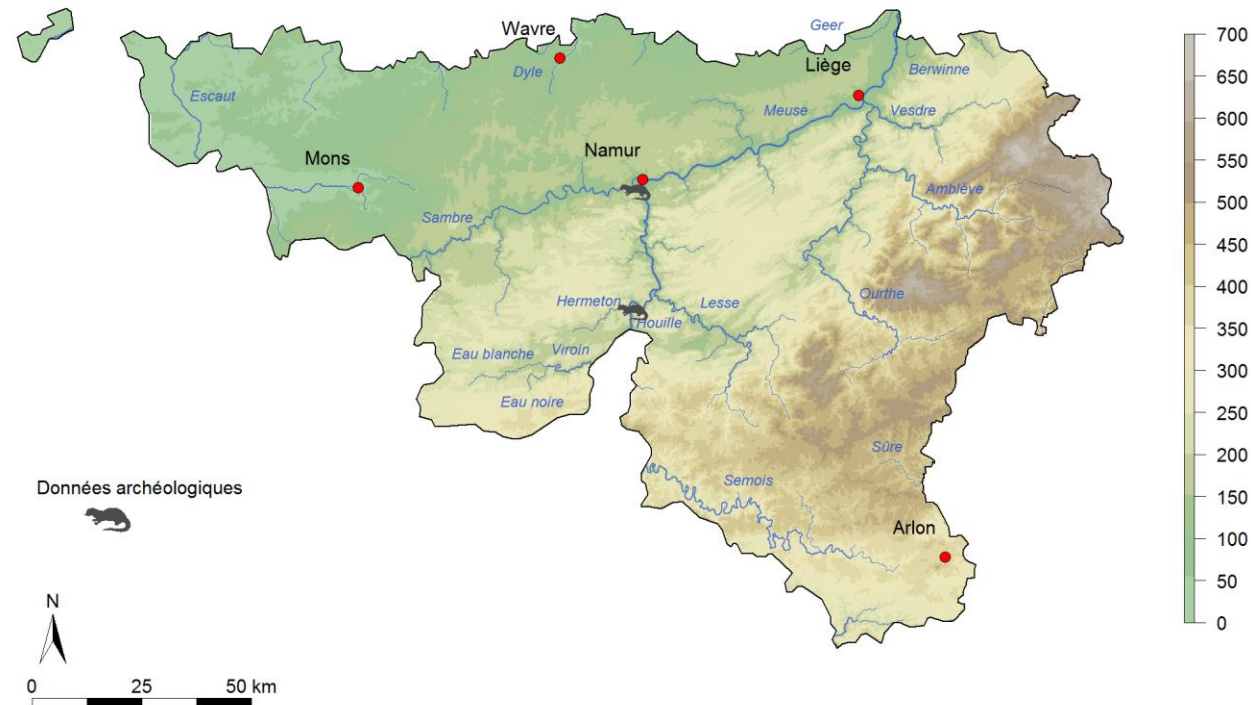 Wavre
Geer
Dyle
Liège
Berwinne
Escaut
Meuse
Vesdre
Mons
Namur
Amblève
Sambre
Hermeton
Lesse
Ourthe
Houille
Eau blanche
Viroin
Eau noire
Sûre
Semois
Données archéologiques
Arlon
N
0 25 50 km
700
650
600
550
500
450
400
350
300
250
200
150
100
50
0